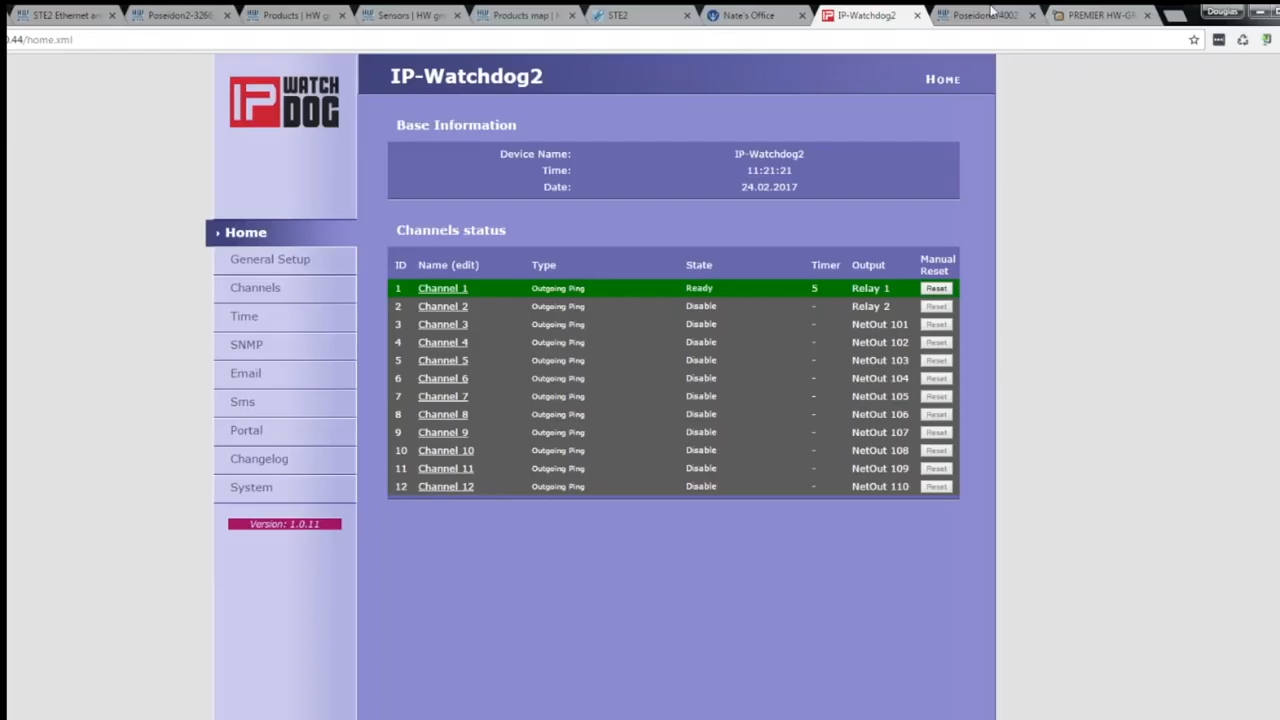 STE2 Ethernet an
Poseidon2-3266
Products | HW gr
Sensors | HW gr
Products map |
STE2
Nate's Office
IP-Watchdog2
Poseidon2 4002
PREMIER HW-GR
Douglas
0.44/home.xml
IP WATCH DOG
IP-Watchdog2
Home
Base Information
Device Name: IP-Watchdog2
Time: 11:21:21
Date: 24.02.2017
Channels status
ID Name (edit) Type State Timer Output Manual Reset
1 Channel 1 Outgoing Ping Ready 5 Relay 1 Reset
2 Channel 2 Outgoing Ping Disable - Relay 2 Reset
3 Channel 3 Outgoing Ping Disable - NetOut 101 Reset
4 Channel 4 Outgoing Ping Disable - NetOut 102 Reset
5 Channel 5 Outgoing Ping Disable - NetOut 103 Reset
6 Channel 6 Outgoing Ping Disable - NetOut 104 Reset
7 Channel 7 Outgoing Ping Disable - NetOut 105 Reset
8 Channel 8 Outgoing Ping Disable - NetOut 106 Reset
9 Channel 9 Outgoing Ping Disable - NetOut 107 Reset
10 Channel 10 Outgoing Ping Disable - NetOut 108 Reset
11 Channel 11 Outgoing Ping Disable - NetOut 109 Reset
12 Channel 12 Outgoing Ping Disable - NetOut 110 Reset
Home
General Setup
Channels
Time
SNMP
Email
Sms
Portal
Changelog
System
Version: 1.0.11